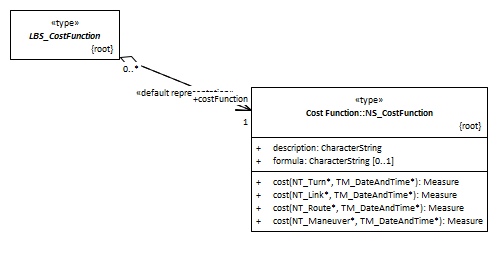 «type»
LBS_CostFunction
{root}
0..*
«default repre
+costFunction
1
«type»
Cost Function::NS_CostFunction
{root}
+ description: CharacterString
+ formula: CharacterString [0..1]
+ cost(NT_Turn*, TM_DateAndTime*): Measure
+ cost(NT_Link*, TM_DateAndTime*): Measure
+ cost(NT_Route*, TM_DateAndTime*): Measure
+ cost(NT_Maneuver*, TM_DateAndTime*): Measure